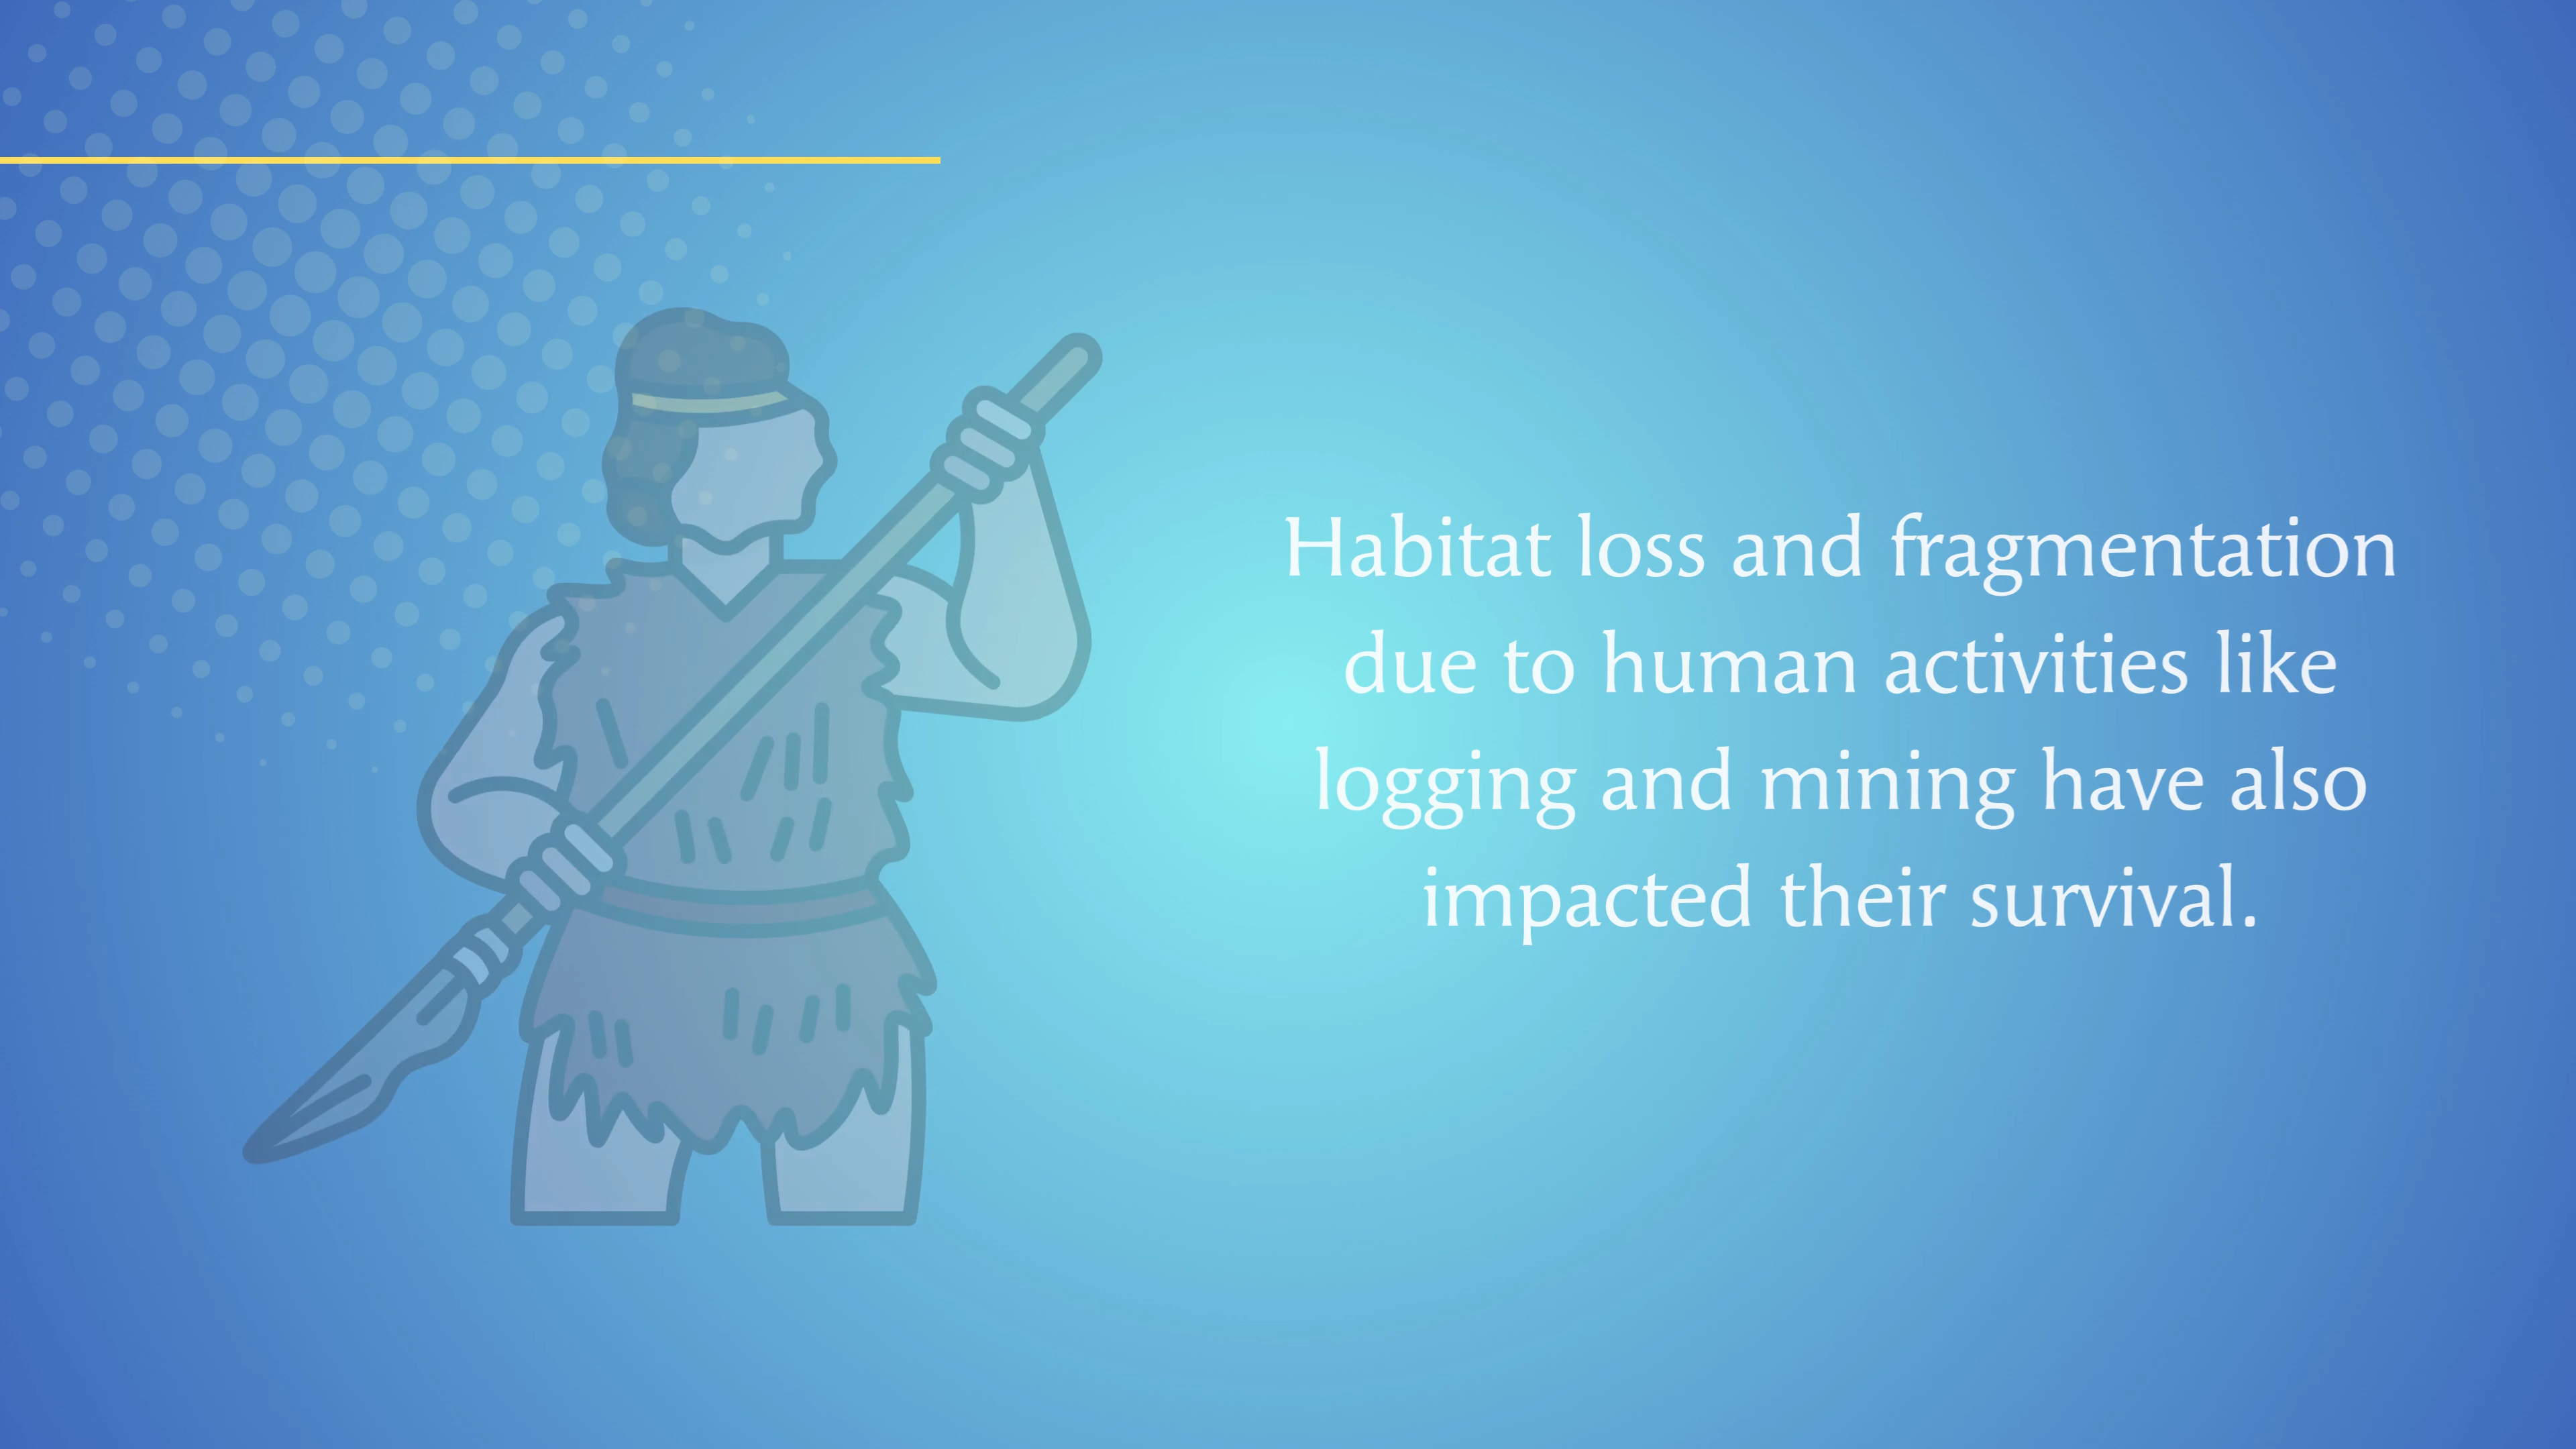 Habitat loss and fragmentation
due to human activities like
logging and mining have also
impacted their survival.